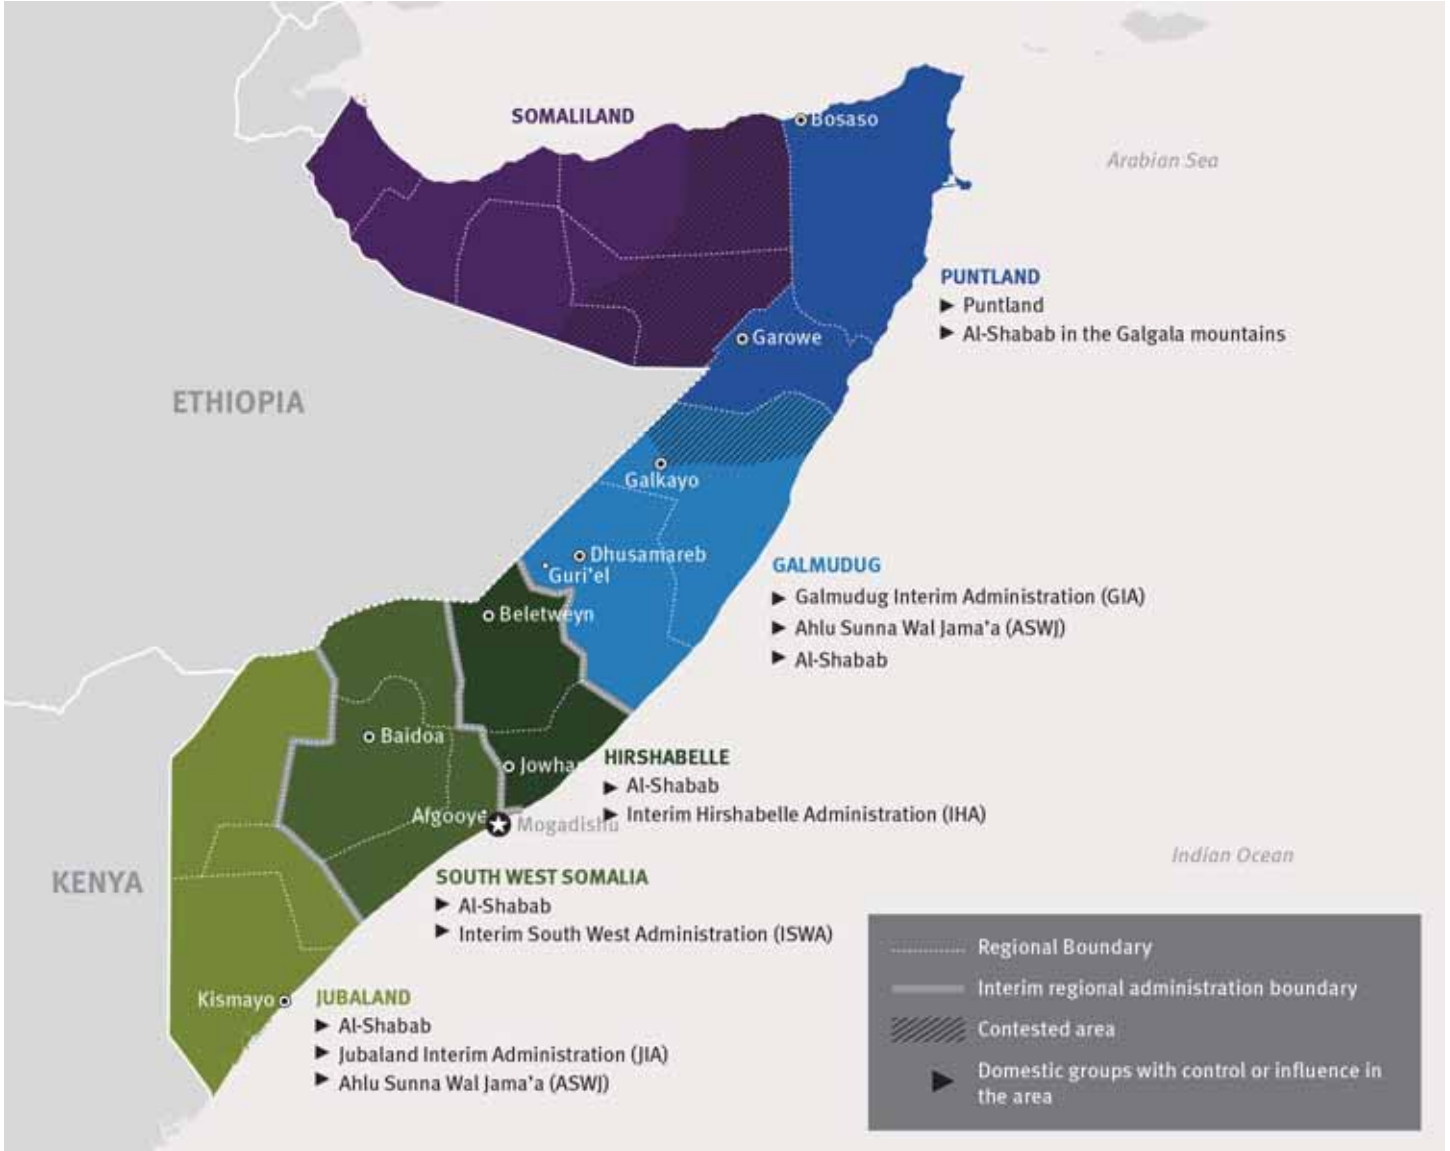 SOMALILAND
Bosaso
Arabian Sea
PUNTLAND
Puntland
Al-Shabab in the Galgala mountains
Garowe
ETHIOPIA
Galkayo
Dhusamareb
Guri'el
GALMUDUG
Galmudug Interim Administration (GIA)
Ahlu Sunna Wal Jama'a (ASWJ)
Al-Shabab
Beletweyn
Baidoa
Jowha
HIRSHABELLE
Al-Shabab
Interim Hirshabelle Administration (IHA)
Afgooye
Mogadishu
Indian Ocean
KENYA
SOUTH WEST SOMALIA
Al-Shabab
Interim South West Administration (ISWA)
Kismayo
JUBALAND
Al-Shabab
Jubaland Interim Administration (JIA)
Ahlu Sunna Wal Jama'a (ASWJ)
Regional Boundary
Interim regional administration boundary
Contested area
Domestic groups with control or influence in
the area